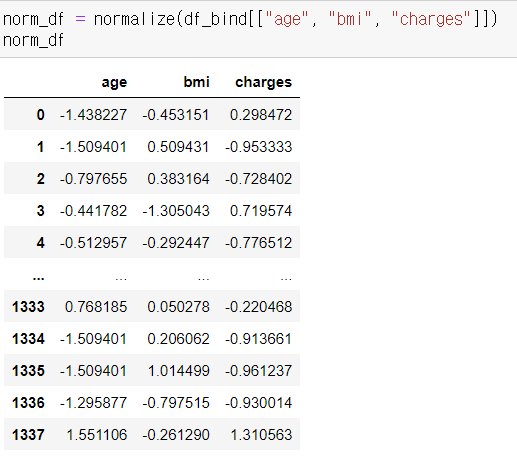 norm_df = normalize(df_bind[["age", "bmi", "charges"]])
norm_df
age bmi charges
0 -1.438227 -0.453151 0.298472
1 -1.509401 0.509431 -0.953333
2 -0.797655 0.383164 -0.728402
3 -0.441782 -1.305043 0.719574
4 -0.512957 -0.292447 -0.776512
... ... ... ...
1333 0.768185 0.050278 -0.220468
1334 -1.509401 0.206062 -0.913661
1335 -1.509401 1.014499 -0.961237
1336 -1.295877 -0.797515 -0.930014
1337 1.551106 -0.261290 1.310563